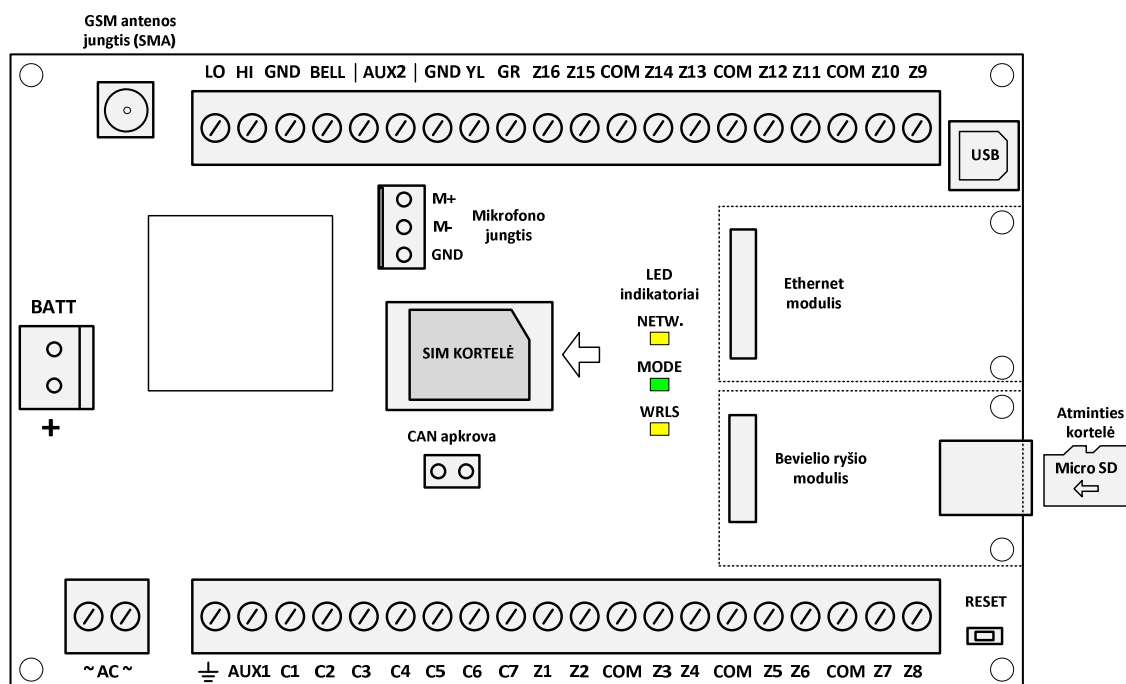 GSM antenos
jungtis (SMA)
LO HI GND BELL | AUX2 | GND YL GR Z16 Z15 COM Z14 Z13 COM Z12 Z11 COM Z10 Z9
USB
M+
M-
GND
Mikrofono
jungtis
LED
indikatoriai
NETW.
MODE
WRLS
Ethernet
modulis
BATT
+
SIM KORTELĖ
CAN apkrova
Bevielio ryšio
modulis
Atminties
kortelė
Micro SD
RESET
~ AC ~
AUX1 C1 C2 C3 C4 C5 C6 C7 Z1 Z2 COM Z3 Z4 COM Z5 Z6 COM Z7 Z8